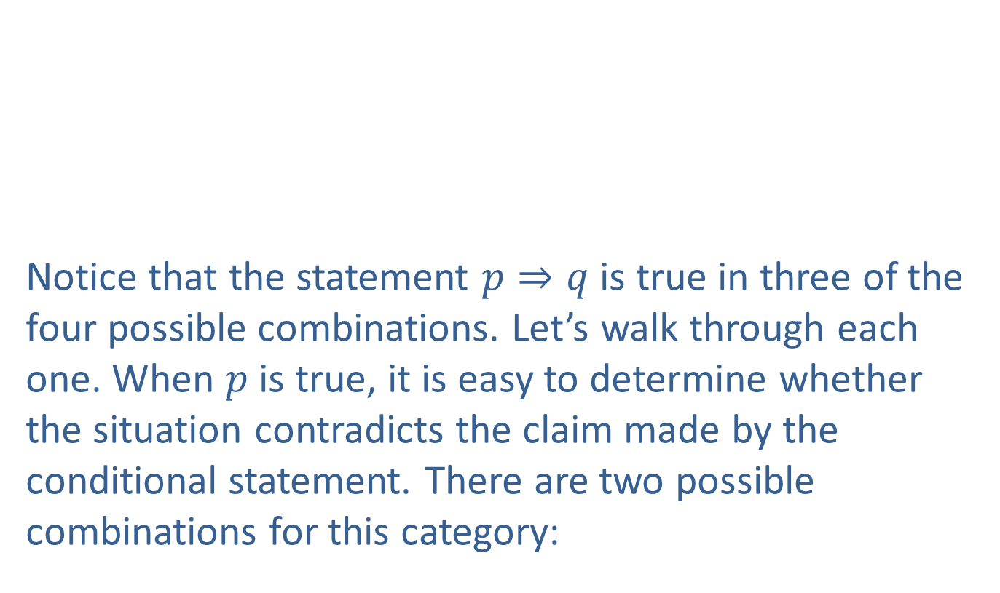 Notice that the statement 𝑝 ⇒ 𝑞 is true in three of the
four possible combinations. Let’s walk through each
one. When 𝑝 is true, it is easy to determine whether
the situation contradicts the claim made by the
conditional statement. There are two possible
combinations for this category: